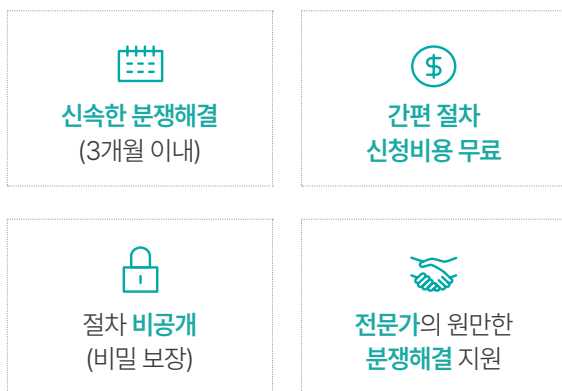 신속한 분쟁해결
(3개월 이내)
간편 절차
신청비용 무료
절차 비공개
(비밀 보장)
전문가의 원만한
분쟁해결 지원